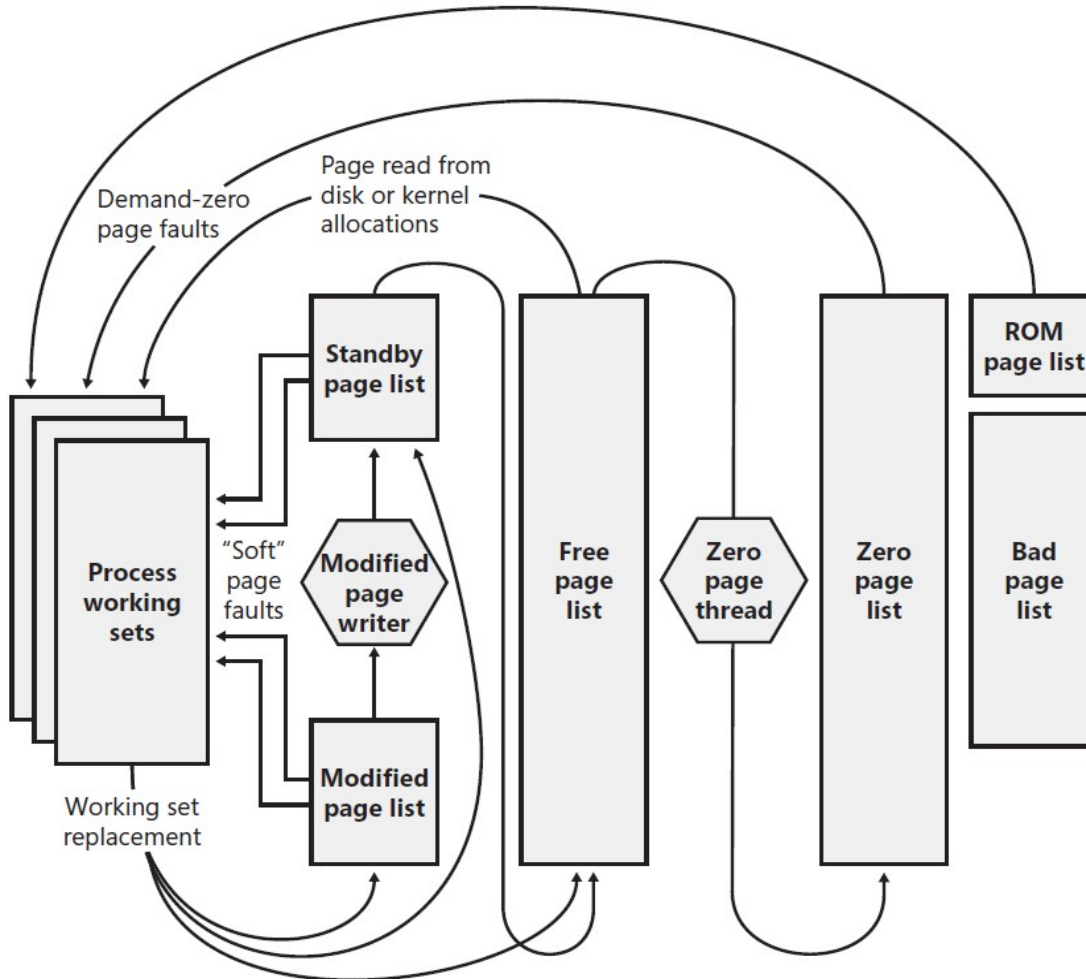 Page read from
disk or kernel
allocations
Demand-zero
page faults
Standby
page list
ROM
page list
Process
working
sets
“Soft”
page
faults
Modified
page
writer
Free
page
list
Zero
page
thread
Zero
page
list
Bad
page
list
Modified
page list
Working set
replacement